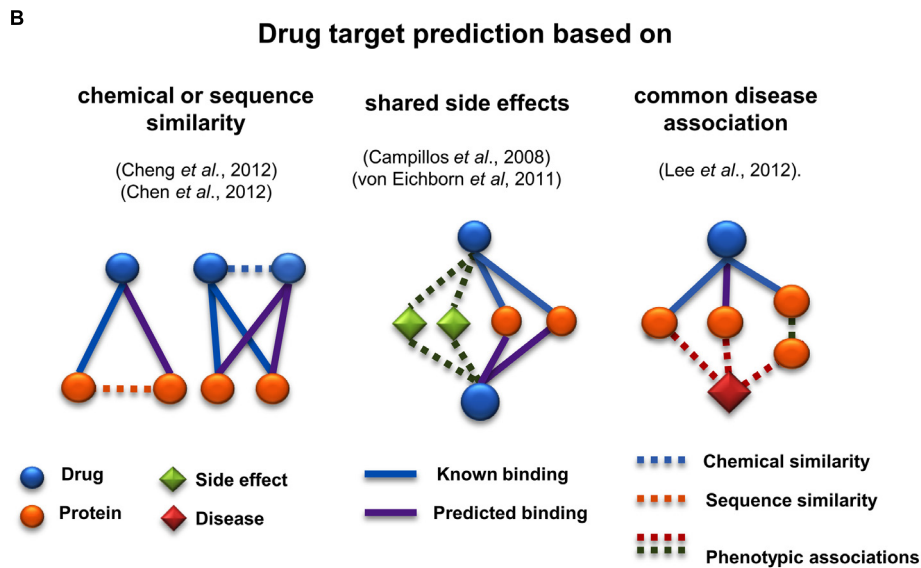 B
Drug target prediction based on
chemical or sequence
similarity
(Cheng et al., 2012)
(Chen et al., 2012)
shared side effects
(Campillos et al., 2008)
(von Eichborn et al, 2011)
common disease
association
(Lee et al., 2012).
Drug
Protein
Side effect
Disease
Known binding
Predicted binding
Chemical similarity
Sequence similarity
Phenotypic associations